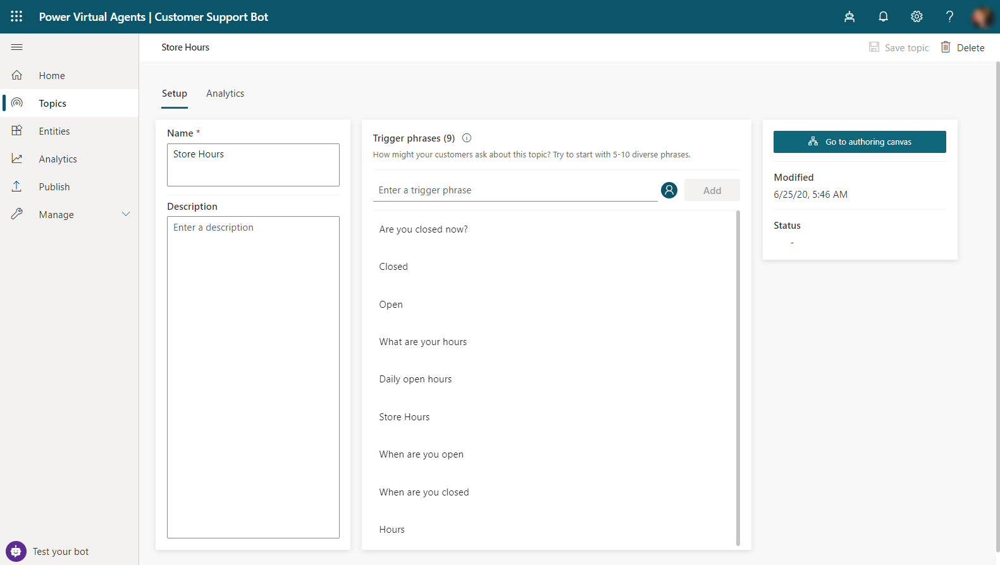 Power Virtual Agents | Customer Support Bot
Store Hours
Save topic
Delete
Home
Topics
Entities
Analytics
Publish
Manage
Test your bot
Setup
Analytics
Name *
Store Hours
Description
Enter a description
Trigger phrases (9)
How might your customers ask about this topic? Try to start with 5-10 diverse phrases.
Enter a trigger phrase
Add
Are you closed now?
Closed
Open
What are your hours
Daily open hours
Store Hours
When are you open
When are you closed
Hours
Go to authoring canvas
Modified
6/25/20, 5:46 AM
Status
-